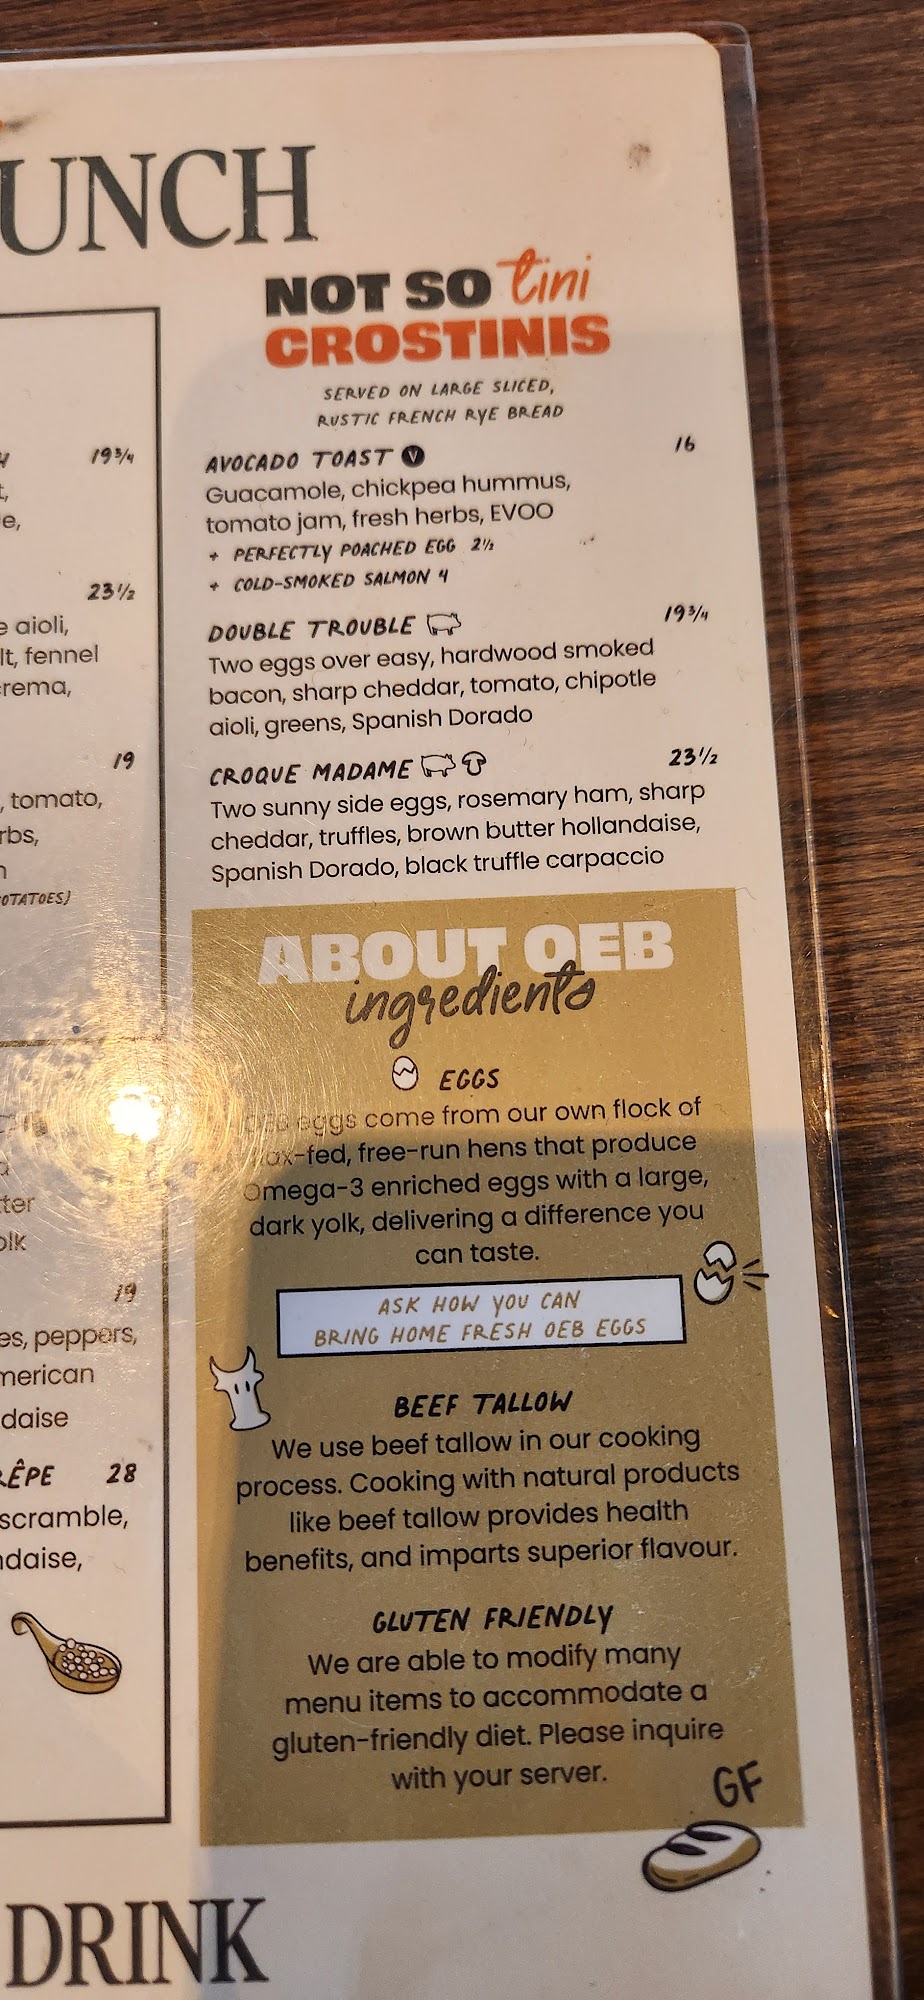 UNCH
19¾
23½
e aioli,
lt, fennel
crema,
19
, tomato,
rbs,
OTATOES)
tter
olk
19
es, peppers,
merican
daise
RÊPE 28
scramble,
ndaise,
NOT SO tini
CROSTINIS
SERVED ON LARGE SLICED,
RUSTIC FRENCH RYE BREAD
AVOCADO TOAST V 16
Guacamole, chickpea hummus,
tomato jam, fresh herbs, EVOO
+ PERFECTLY POACHED EGG 2½
+ COLD-SMOKED SALMON 4
DOUBLE TROUBLE 19¾
Two eggs over easy, hardwood smoked
bacon, sharp cheddar, tomato, chipotle
aioli, greens, Spanish Dorado
CROQUE MADAME 23½
Two sunny side eggs, rosemary ham, sharp
cheddar, truffles, brown butter hollandaise,
Spanish Dorado, black truffle carpaccio
ABOUT OEB
ingredients
EGGS
OEB eggs come from our own flock of
flax-fed, free-run hens that produce
Omega-3 enriched eggs with a large,
dark yolk, delivering a difference you
can taste.
ASK HOW YOU CAN
BRING HOME FRESH OEB EGGS
BEEF TALLOW
We use beef tallow in our cooking
process. Cooking with natural products
like beef tallow provides health
benefits, and imparts superior flavour.
GLUTEN FRIENDLY
We are able to modify many
menu items to accommodate a
gluten-friendly diet. Please inquire
with your server.
GF
DRINK